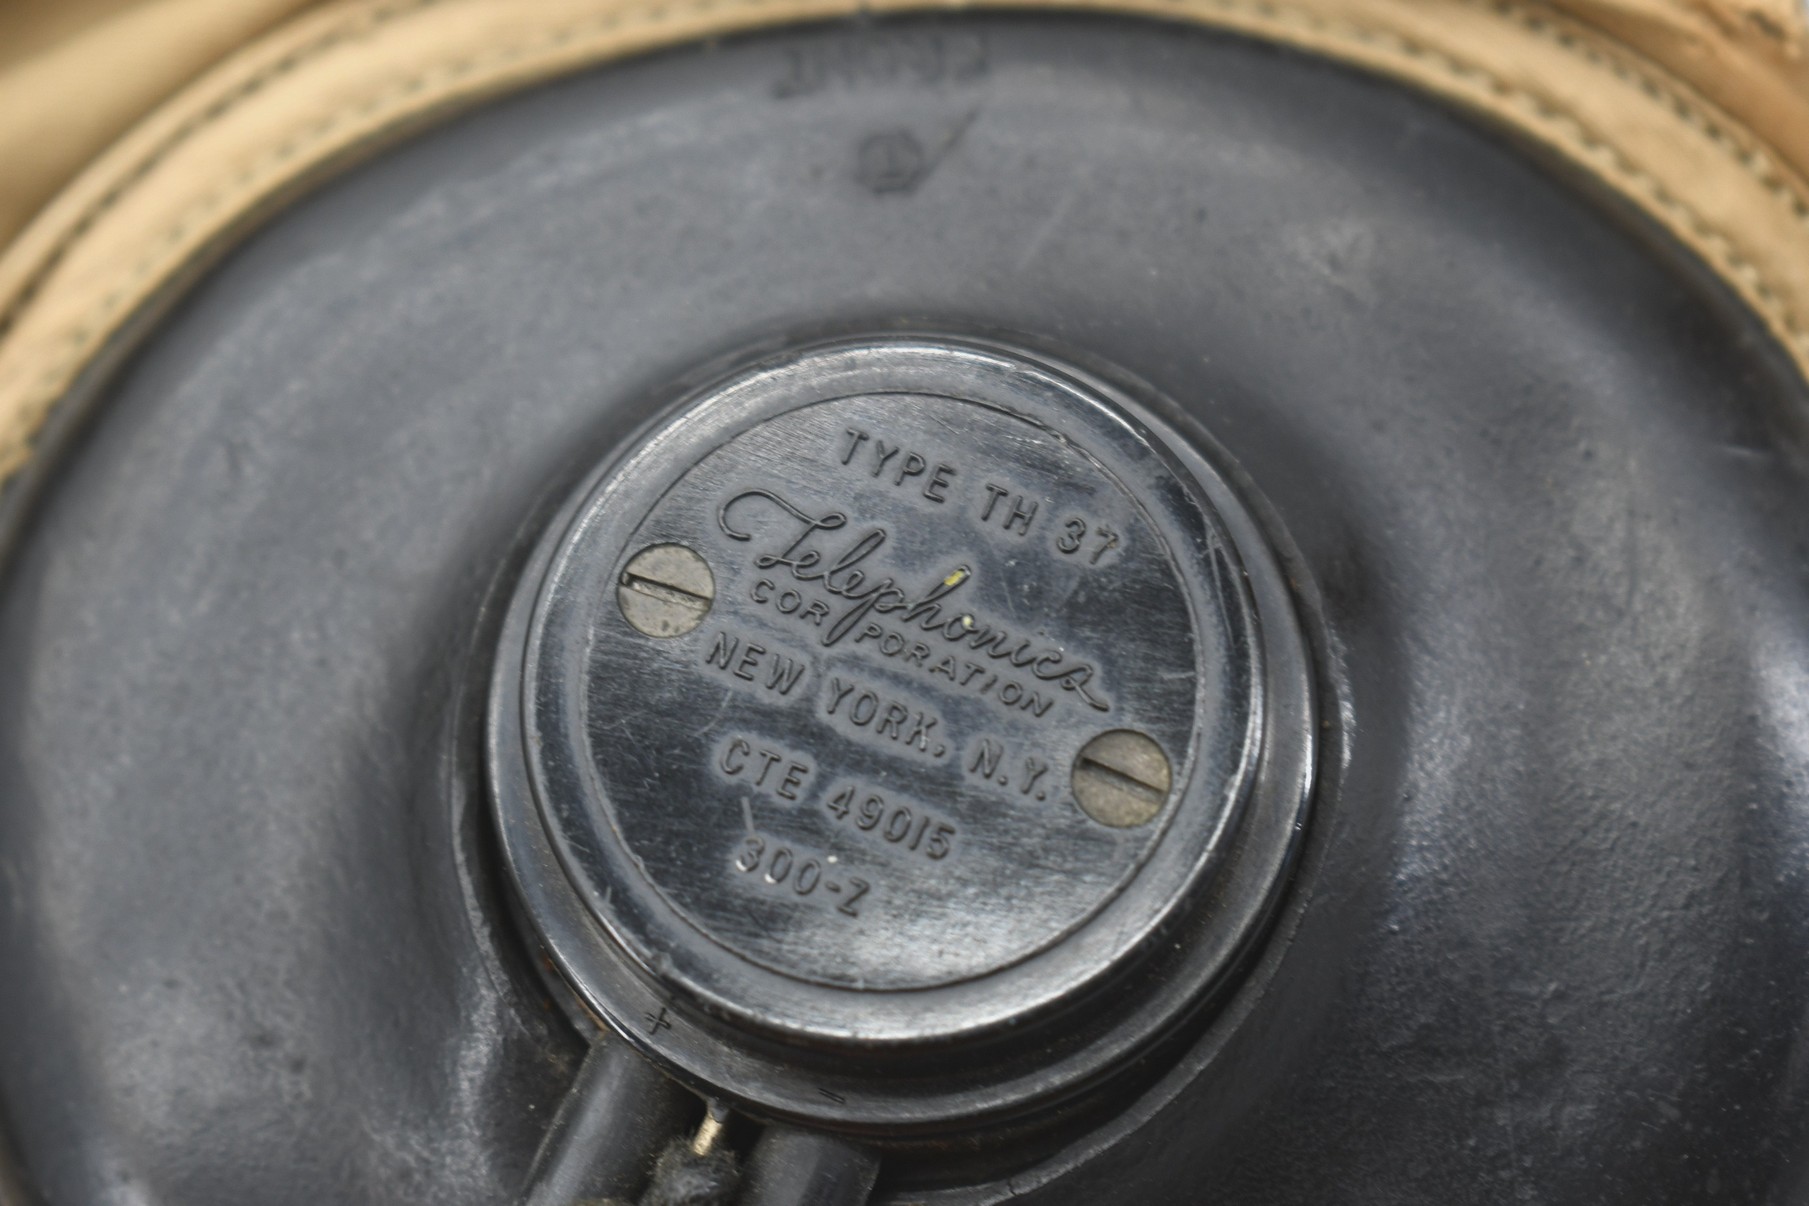 TYPE TH 37
Telephonics
CORPORATION
NEW YORK, N.Y.
CTE 49015
300-Z
+
-